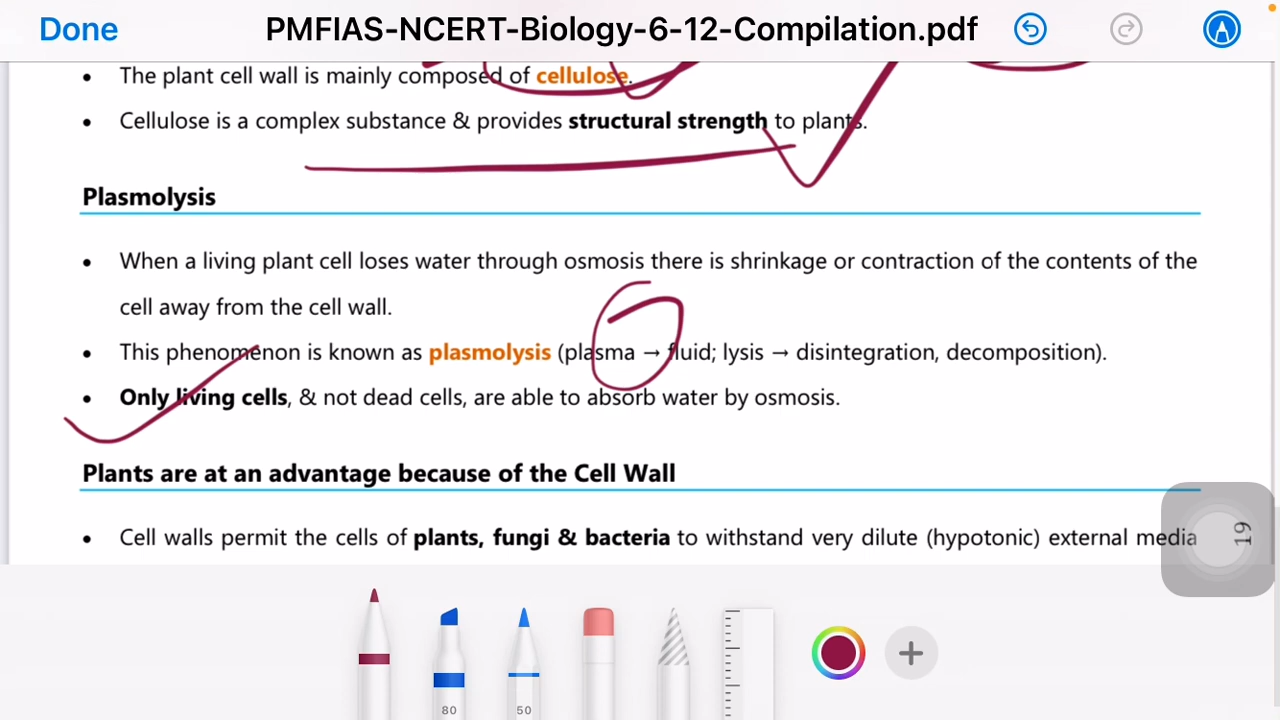 Done PMFIAS-NCERT-Biology-6-12-Compilation.pdf
• The plant cell wall is mainly composed of cellulose.
• Cellulose is a complex substance & provides structural strength to plants.
Plasmolysis
• When a living plant cell loses water through osmosis there is shrinkage or contraction of the contents of the
cell away from the cell wall.
• This phenomenon is known as plasmolysis (plasma → fluid; lysis → disintegration, decomposition).
• Only living cells, & not dead cells, are able to absorb water by osmosis.
Plants are at an advantage because of the Cell Wall
• Cell walls permit the cells of plants, fungi & bacteria to withstand very dilute (hypotonic) external media
19
80 50